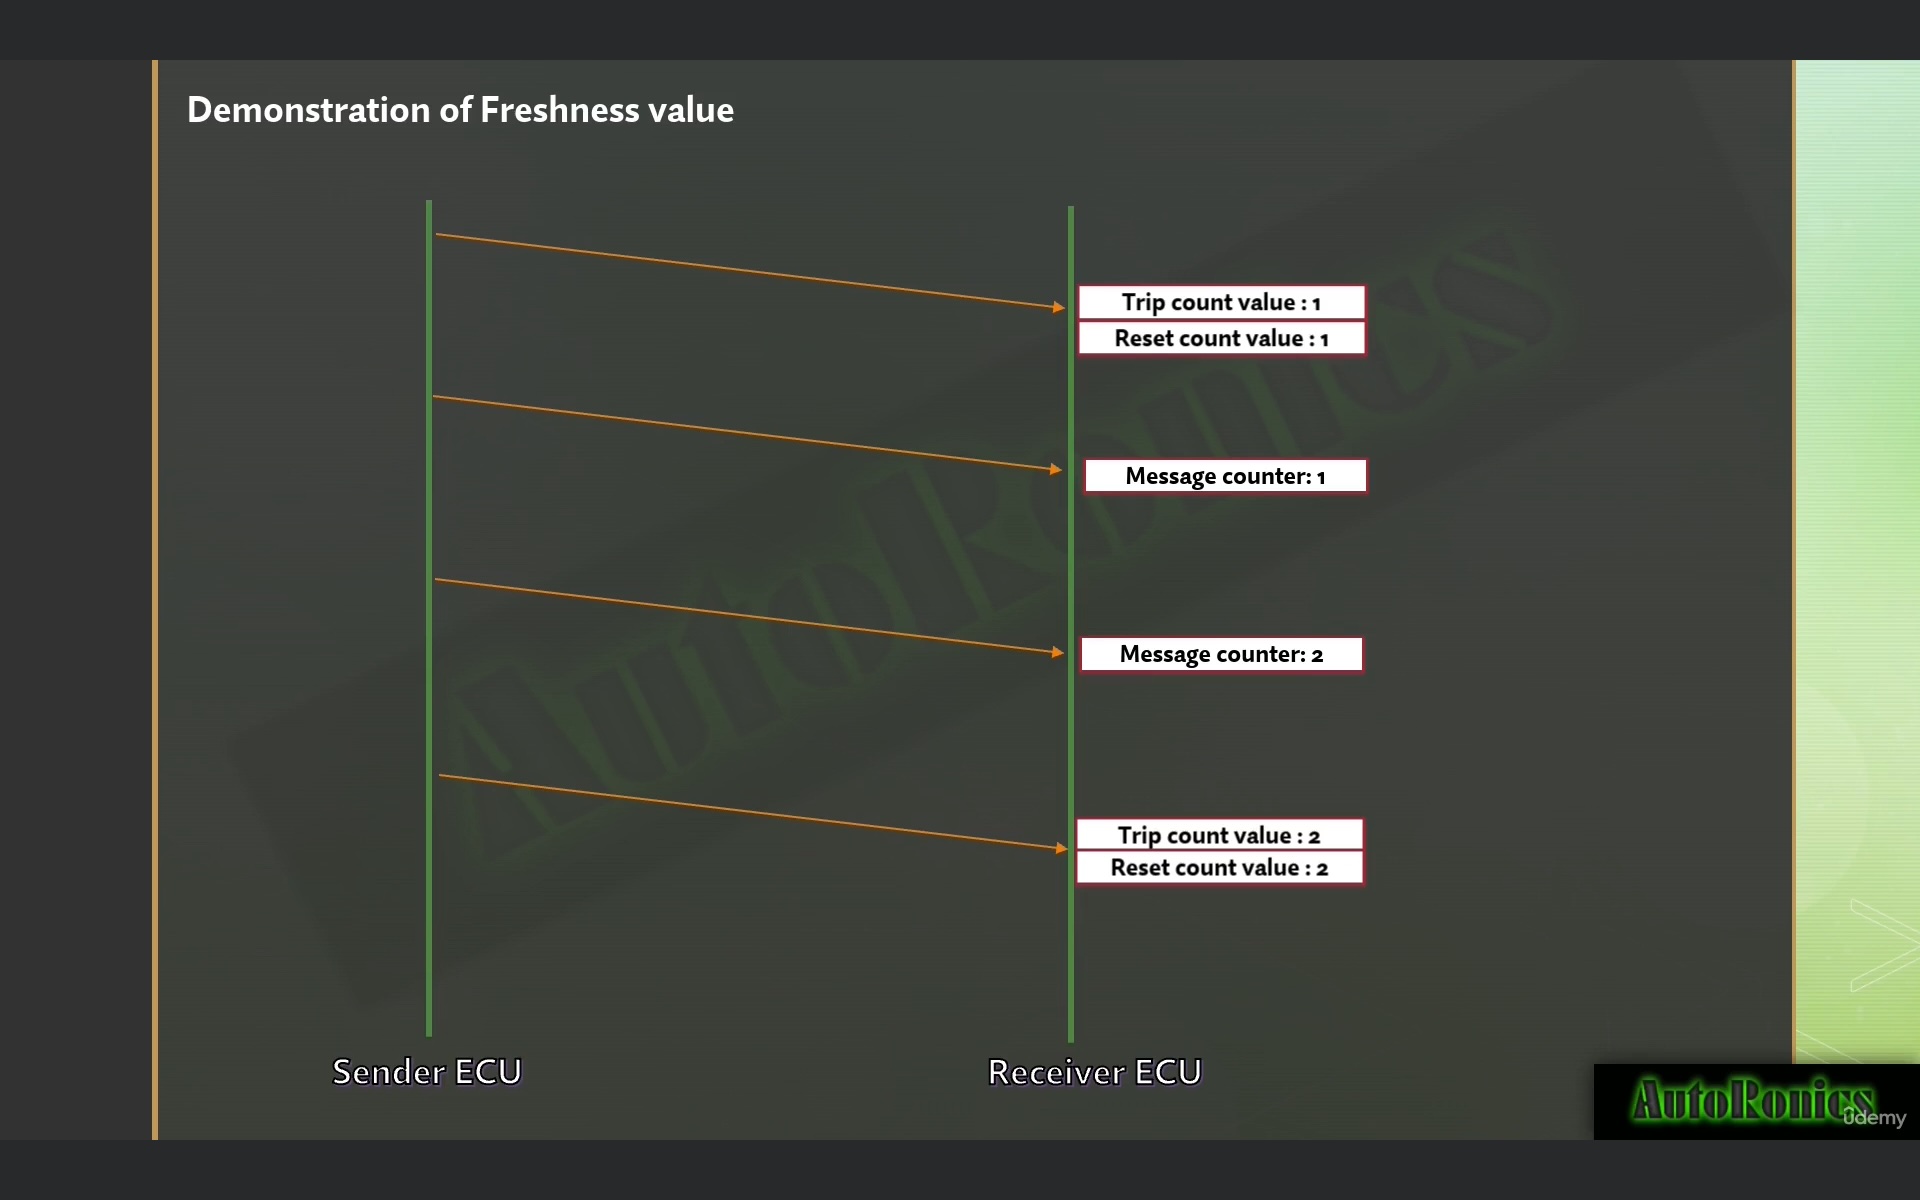 Demonstration of Freshness value
Trip count value : 1
Reset count value : 1
Message counter: 1
Message counter: 2
Trip count value : 2
Reset count value : 2
Sender ECU
Receiver ECU
AutoRonics
AutoRonics
ûdemy